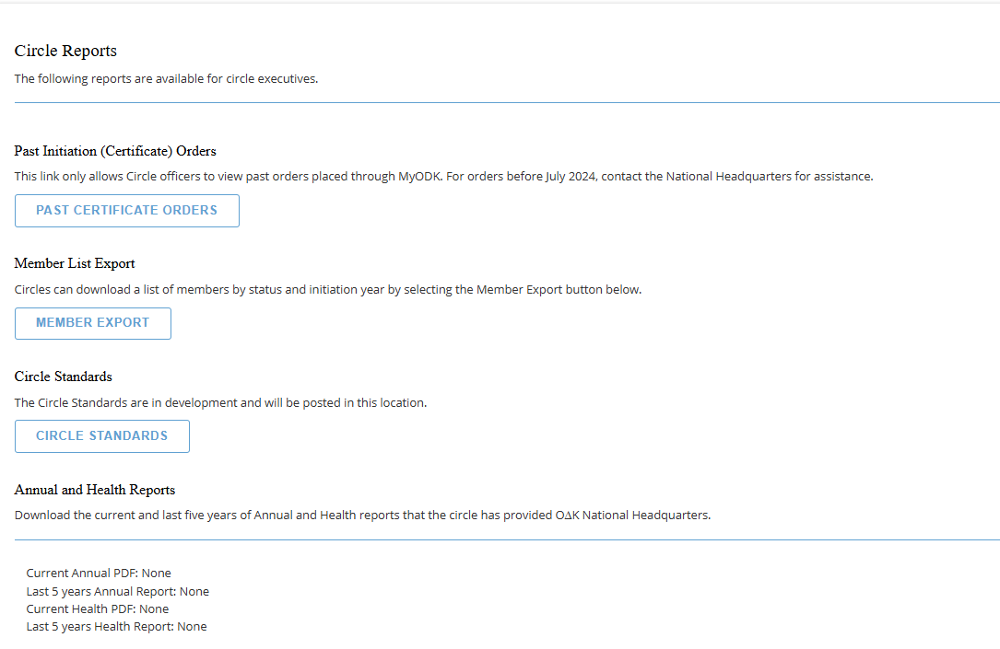 Circle Reports
The following reports are available for circle executives.
Past Initiation (Certificate) Orders
This link only allows Circle officers to view past orders placed through MyODK. For orders before July 2024, contact the National Headquarters for assistance.
PAST CERTIFICATE ORDERS
Member List Export
Circles can download a list of members by status and initiation year by selecting the Member Export button below.
MEMBER EXPORT
Circle Standards
The Circle Standards are in development and will be posted in this location.
CIRCLE STANDARDS
Annual and Health Reports
Download the current and last five years of Annual and Health reports that the circle has provided OΔK National Headquarters.
Current Annual PDF: None
Last 5 years Annual Report: None
Current Health PDF: None
Last 5 years Health Report: None